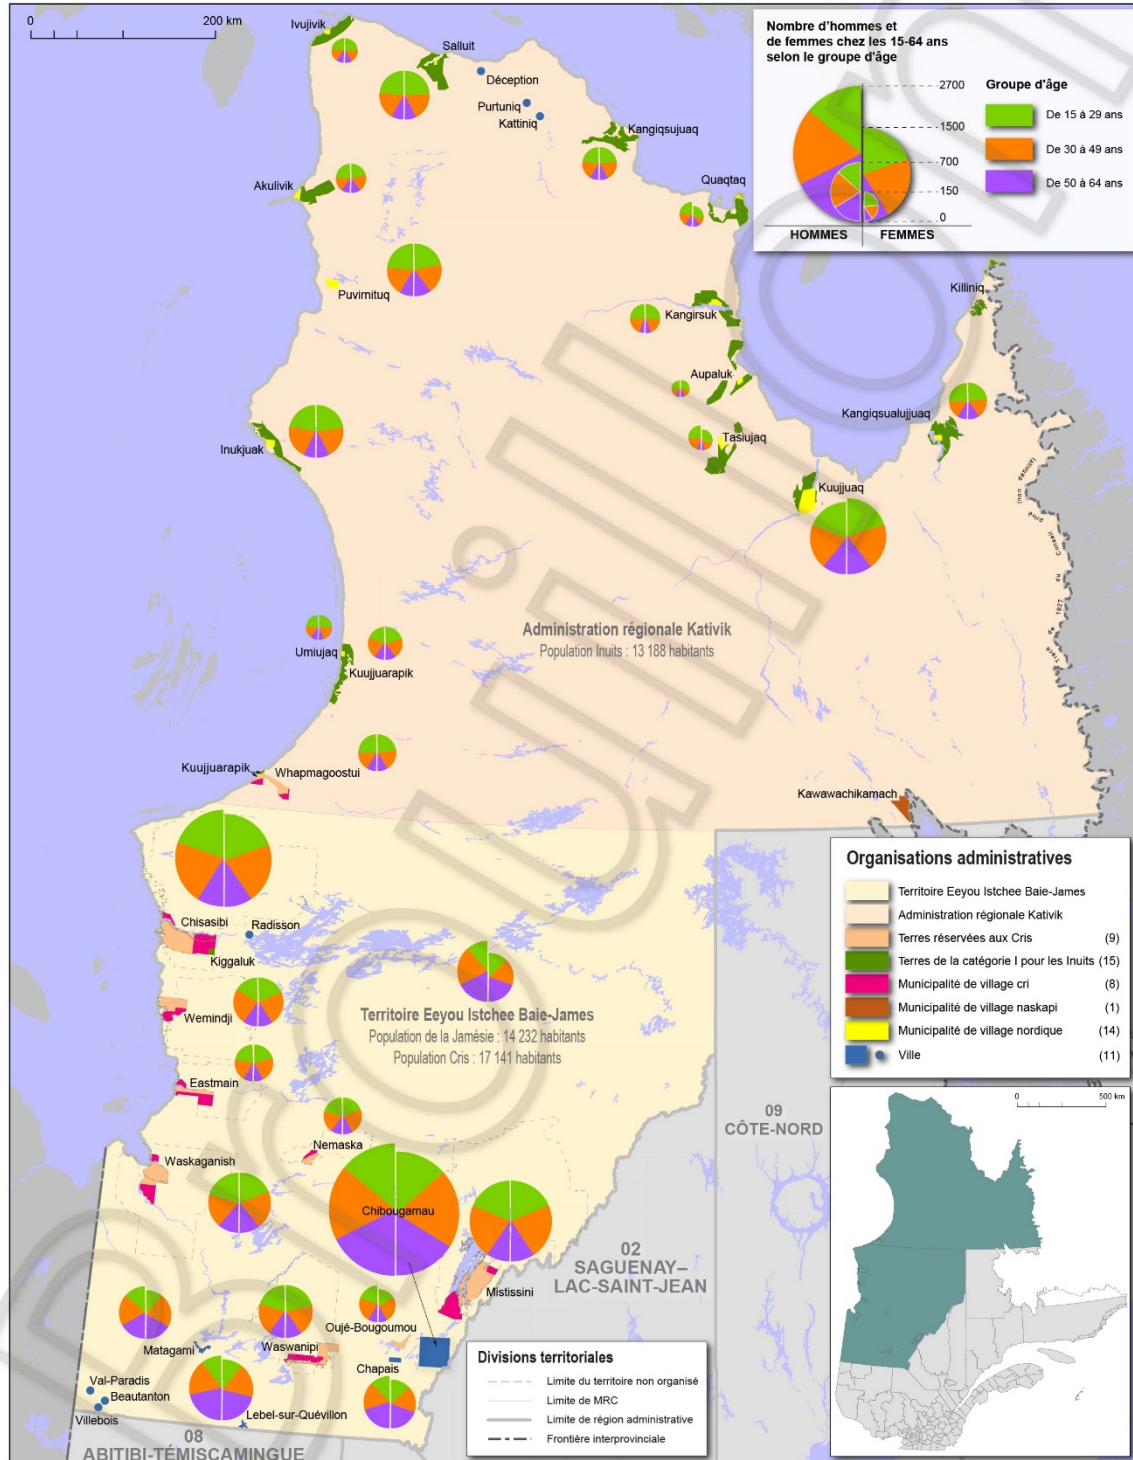 0
200 km
Ivujivik
Salluit
Déception
Purtuniq
Kattiniq
Kangiqsujuaq
Akulivik
Quaqtaq
Puvirnituq
Kangirsuk
Killiniq
Aupaluk
Kangiqsualujjuaq
Inukjuak
Tasiujaq
Kuujjuaq
Nombre d'hommes et
de femmes chez les 15-64 ans
selon le groupe d'âge
2700
1500
700
150
0
HOMMES
FEMMES
Groupe d'âge
De 15 à 29 ans
De 30 à 49 ans
De 50 à 64 ans
Tracé de 1927 du Conseil privé
(non définitif)
Administration régionale Kativik
Population Inuits : 13 188 habitants
Umiujaq
Kuujjuarapik
Kuujjuarapik
Whapmagoostui
Kawawachikamach
Chisasibi
Radisson
Kiggaluk
Wemindji
Territoire Eeyou Istchee Baie-James
Population de la Jamésie : 14 232 habitants
Population Cris : 17 141 habitants
Eastmain
Nemaska
Waskaganish
Chibougamau
Mistissini
Oujé-Bougoumou
Matagami
Waswanipi
Chapais
Val-Paradis
Beautanton
Villebois
Lebel-sur-Quévillon
09
CÔTE-NORD
02
SAGUENAY–
LAC-SAINT-JEAN
08
ABITIBI-TÉMISCAMINGUE
Organisations administratives
Territoire Eeyou Istchee Baie-James
Administration régionale Kativik
Terres réservées aux Cris (9)
Terres de la catégorie I pour les Inuits (15)
Municipalité de village cri (8)
Municipalité de village naskapi (1)
Municipalité de village nordique (14)
Ville (11)
Divisions territoriales
Limite du territoire non organisé
Limite de MRC
Limite de région administrative
Frontière interprovinciale
0
500 km
Brouillon